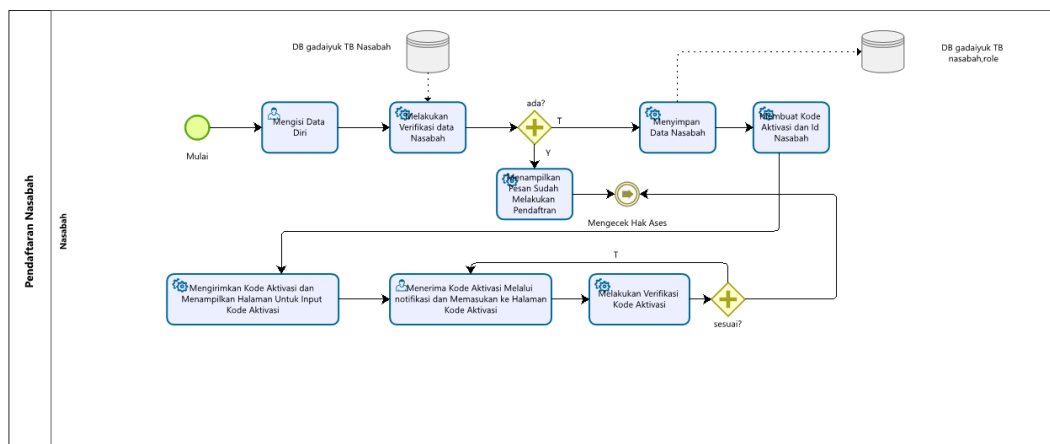 Pendaftaran Nasabah
Nasabah
DB gadaiyuk TB Nasabah
DB gadaiyuk TB
nasabah,role
Mulai
Mengisi Data
Diri
Melakukan
Verifikasi data
Nasabah
ada?
T
Y
Menyimpan
Data Nasabah
Membuat Kode
Aktivasi dan Id
Nasabah
Menampilkan
Pesan Sudah
Melakukan
Pendaftran
Mengecek Hak Ases
Mengirimkan Kode Aktivasi dan
Menampilkan Halaman Untuk Input
Kode Aktivasi
Menerima Kode Aktivasi Melalui
notifikasi dan Memasukan ke Halaman
Kode Aktivasi
Melakukan Verifikasi
Kode Aktivasi
T
sesuai?